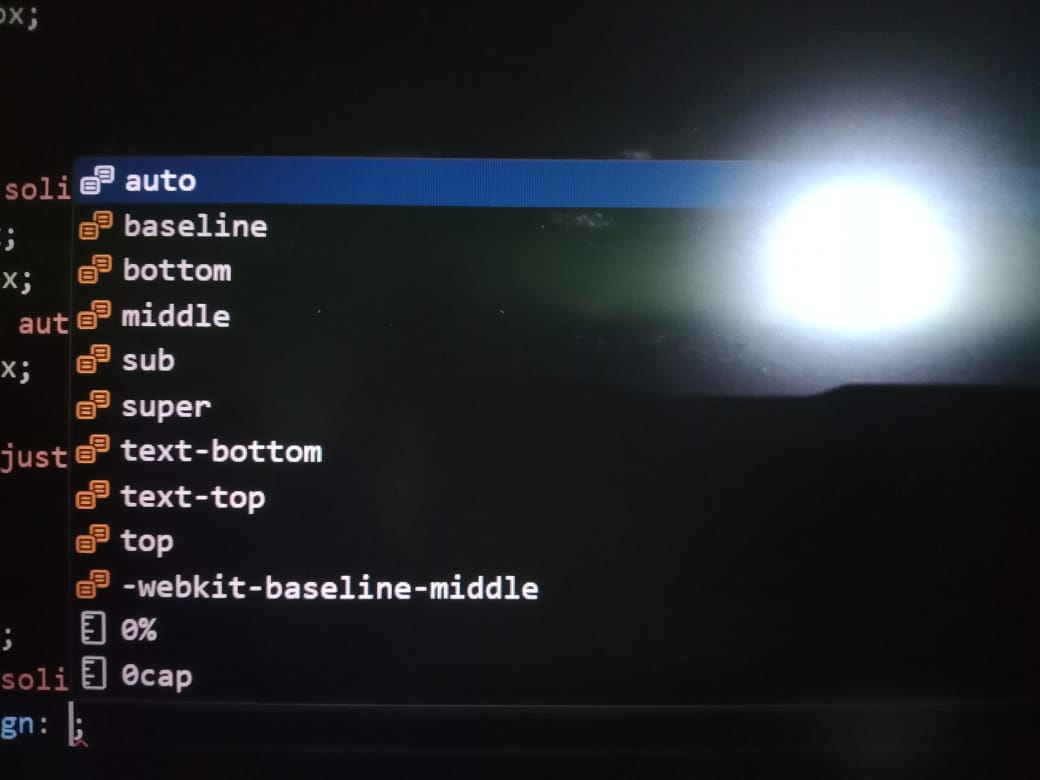 ox;
soli
auto
;
baseline
x;
bottom
aut
middle
x;
sub
super
just
text-bottom
text-top
top
-webkit-baseline-middle
;
0%
soli
0cap
gn: ;